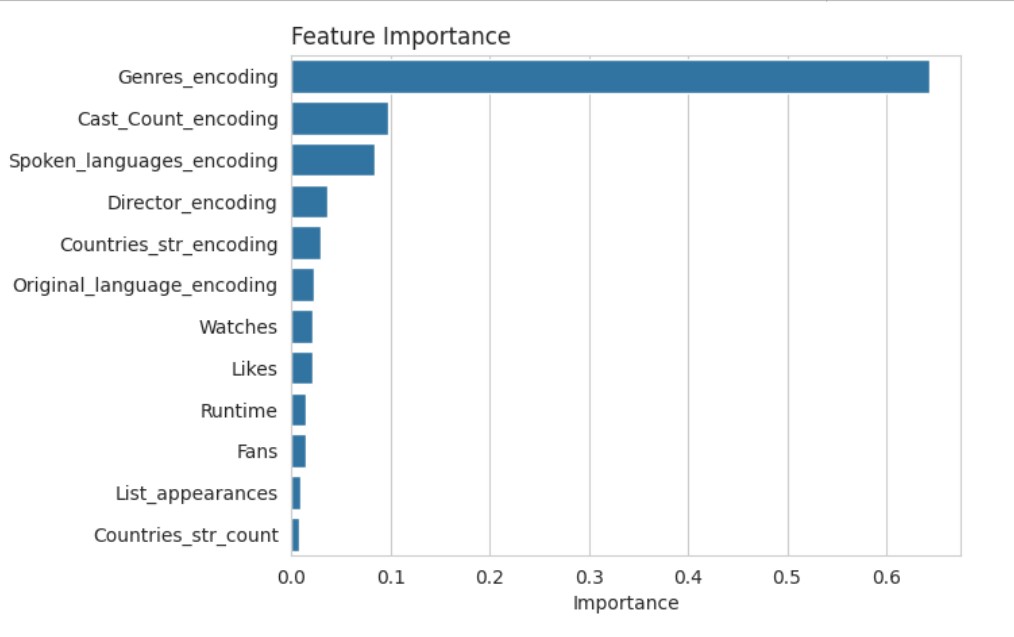 Feature Importance
Genres_encoding
Cast_Count_encoding
Spoken_languages_encoding
Director_encoding
Countries_str_encoding
Original_language_encoding
Watches
Likes
Runtime
Fans
List_appearances
Countries_str_count
0.0 0.1 0.2 0.3 0.4 0.5 0.6
Importance